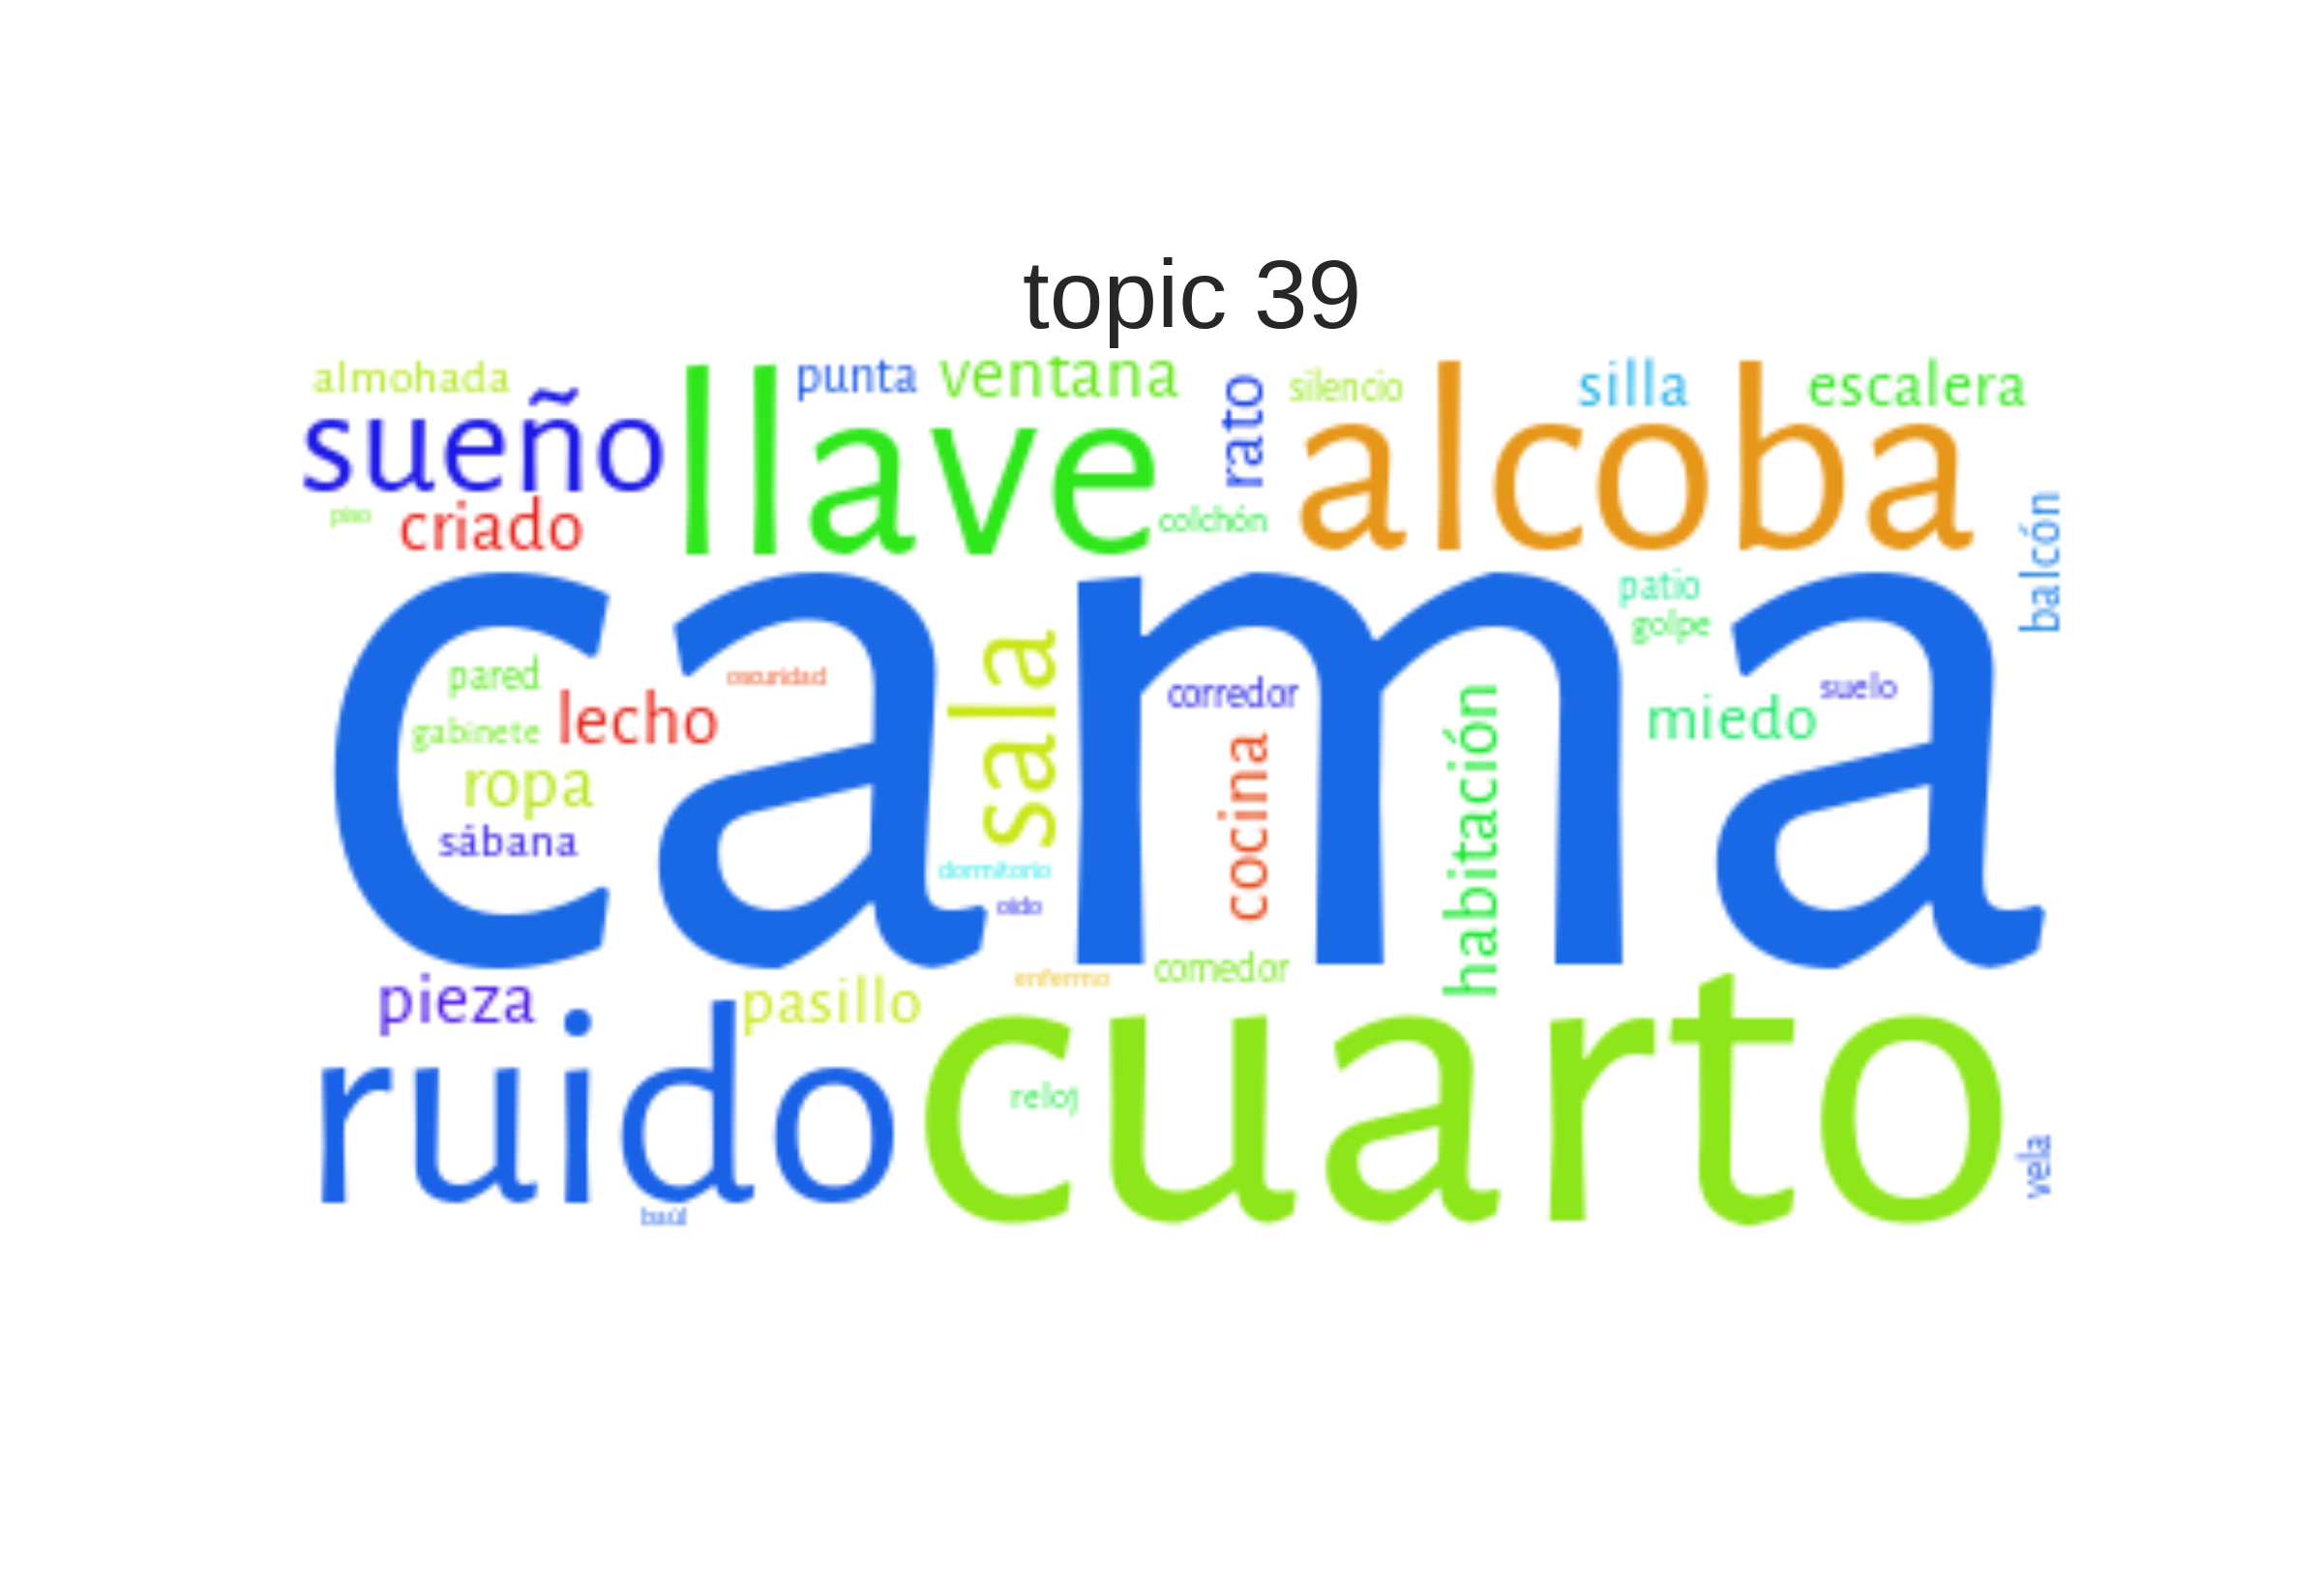 topic 39
almohada
punta
ventana
rato
silencio
silla
escalera
sueño
llave
alcoba
piso
criado
colchón
balcón
cama
patio
golpe
pared
oscuridad
sala
corredor
suelo
gabinete
lecho
cocina
habitación
miedo
ropa
sábana
dormitorio
oido
pieza
pasillo
enfermo
comedor
ruido
cuarto
reloj
vela
baúl